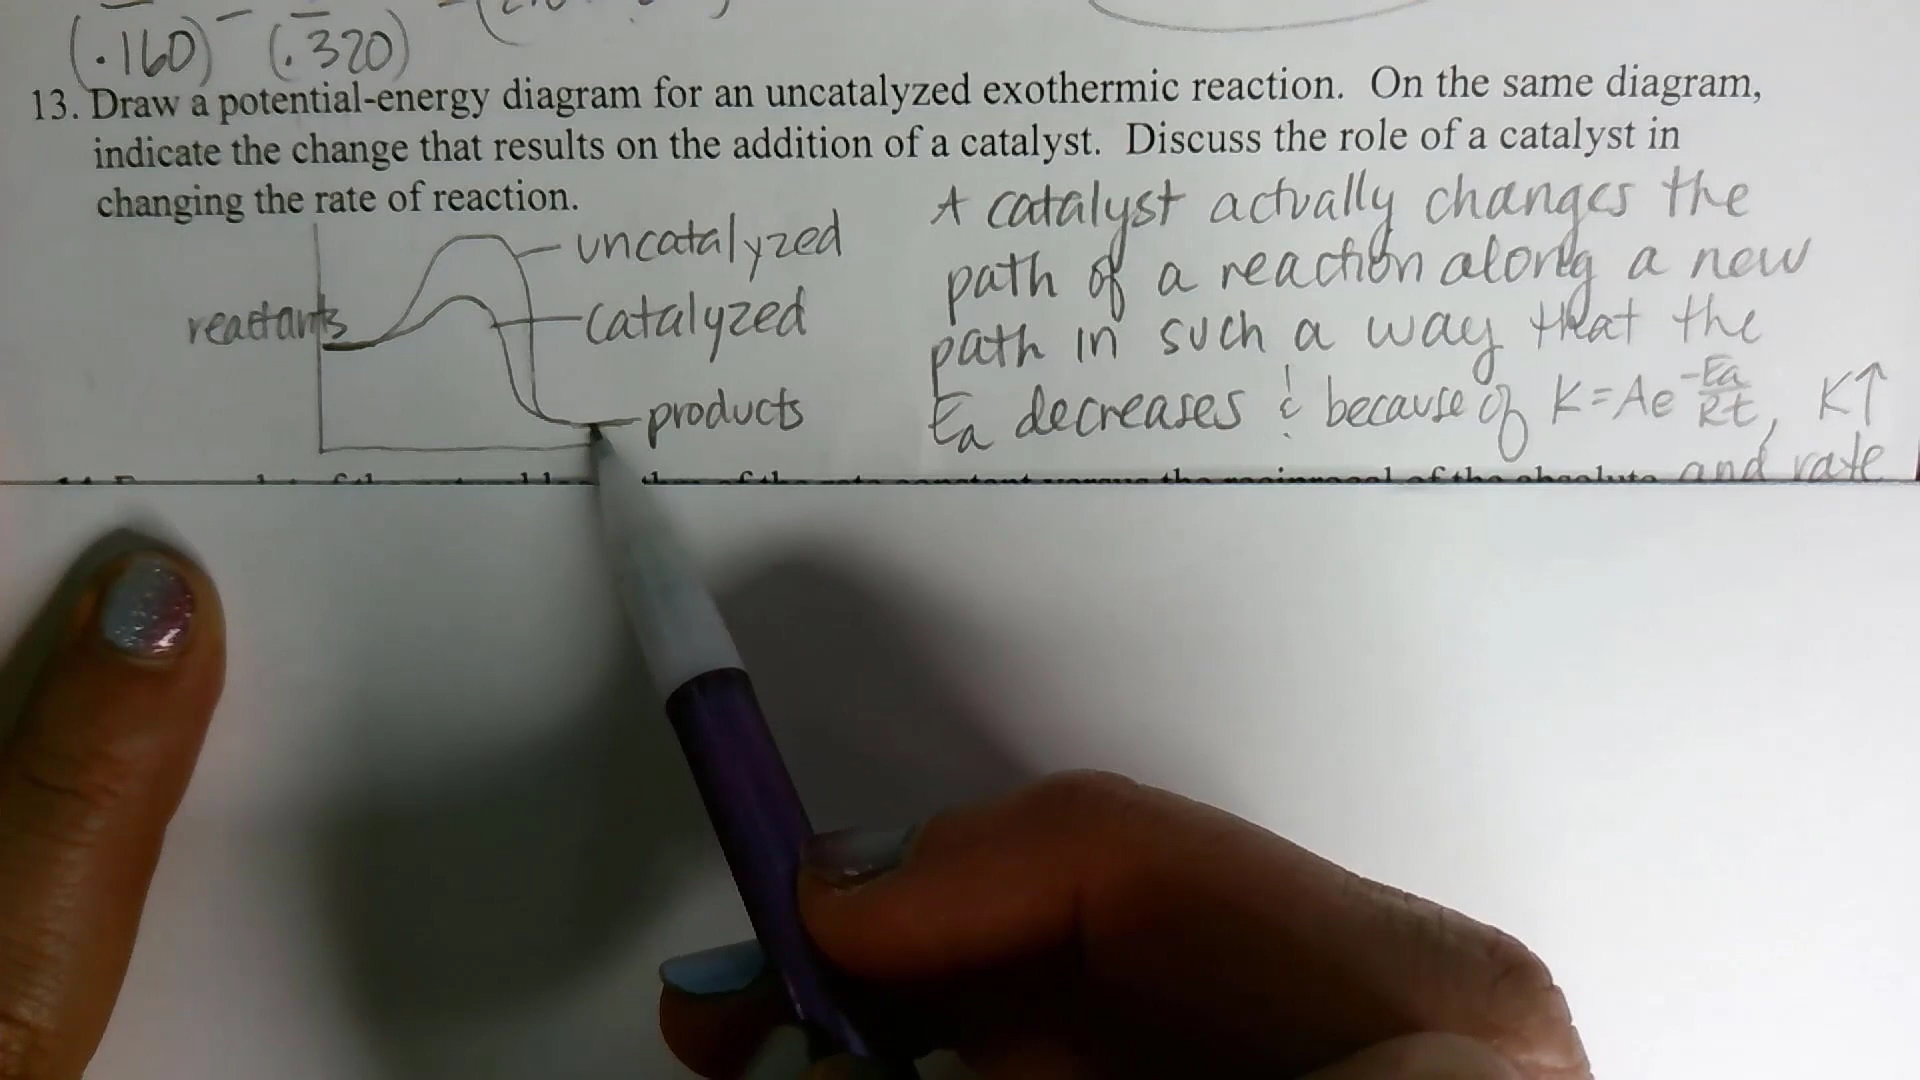 (.160) - (.320)
13. Draw a potential-energy diagram for an uncatalyzed exothermic reaction. On the same diagram,
indicate the change that results on the addition of a catalyst. Discuss the role of a catalyst in
changing the rate of reaction.
uncatalyzed
catalyzed
reactants
products
A catalyst actually changes the
path of a reaction along a new
path in such a way that the
Ea decreases & because of K=Ae^-Ea/Rt, K↑
and rate